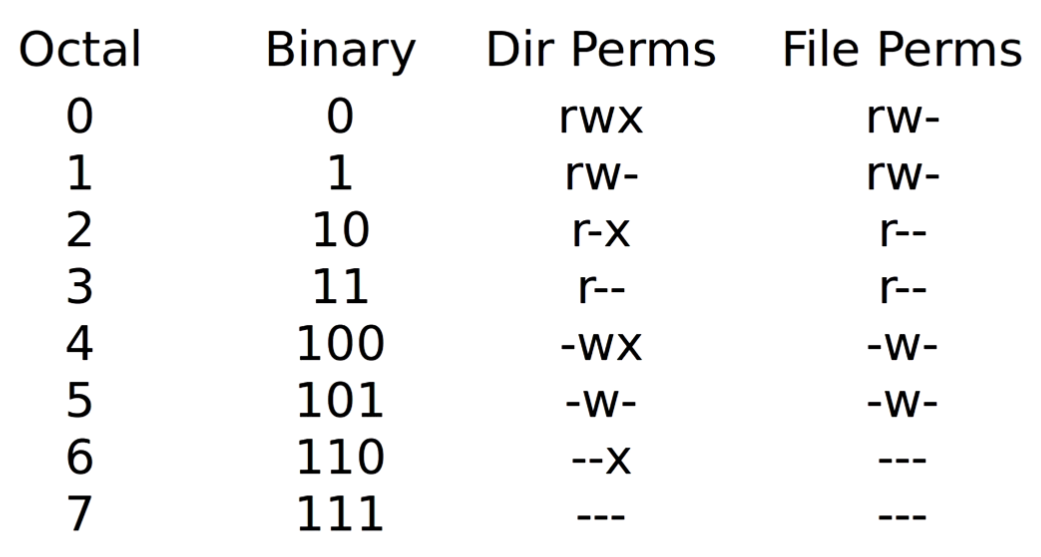 Octal Binary Dir Perms File Perms
0 0 rwx rw-
1 1 rw- rw-
2 10 r-x r--
3 11 r-- r--
4 100 -wx -w-
5 101 -w- -w-
6 110 --x ---
7 111 --- ---